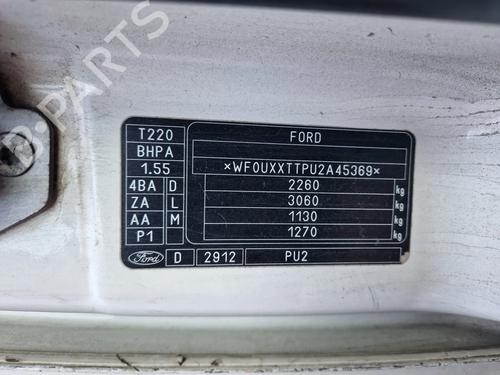 B-PARTS
T220 FORD
BHPA
1.55 ×WF0UXXTTPU2A45369×
4BA D 2260 kg
ZA L 3060 kg
AA M 1130 kg
P1 1270 kg
Ford D 2912 PU2